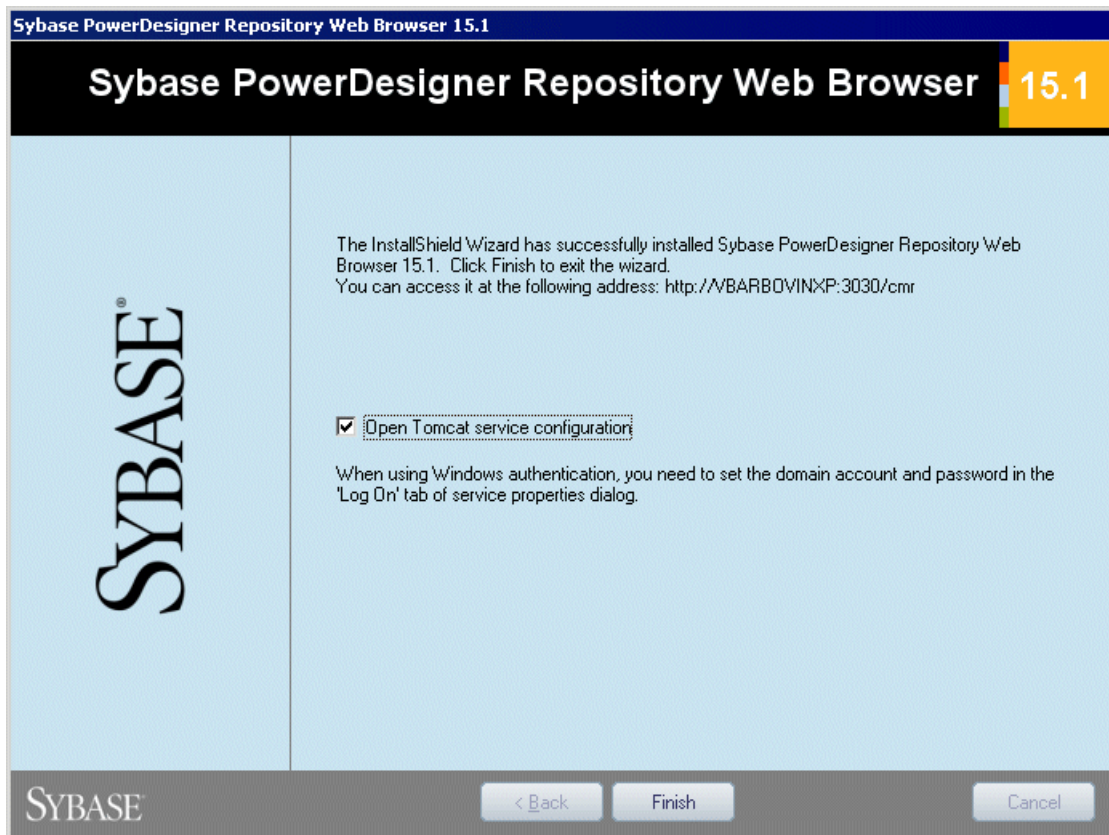 Sybase PowerDesigner Repository Web Browser 15.1
Sybase PowerDesigner Repository Web Browser 15.1
The InstallShield Wizard has successfully installed Sybase PowerDesigner Repository Web
Browser 15.1. Click Finish to exit the wizard.
You can access it at the following address: http://VBARBOVINXP:3030/cmr
SYBASE®
Open Tomcat service configuration
When using Windows authentication, you need to set the domain account and password in the
'Log On' tab of service properties dialog.
SYBASE
< Back Finish Cancel